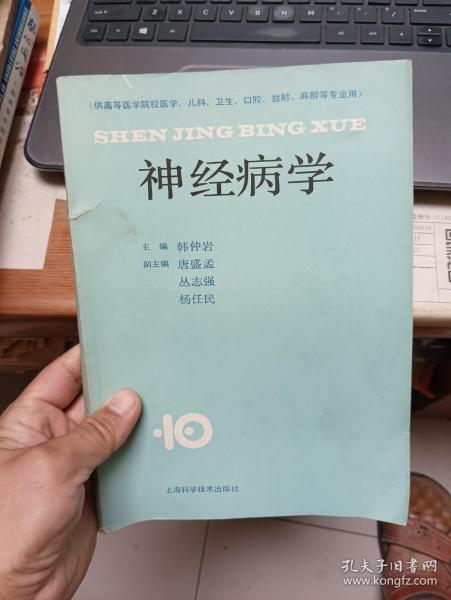 (供高等医学院校医学、儿科、卫生、口腔、放射、麻醉等专业用)
SHEN JING BING XUE
神经病学
主编 韩仲岩
副主编 唐盛孟
丛志强
杨任民
10
上海科学技术出版社
孔夫子旧书网
www.kongfz.com